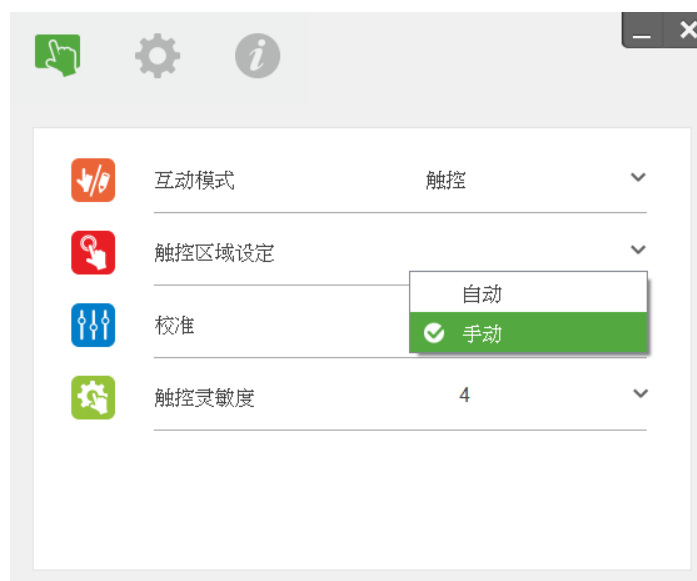 互动模式 触控
触控区域设定
自动
校准
手动
触控灵敏度 4